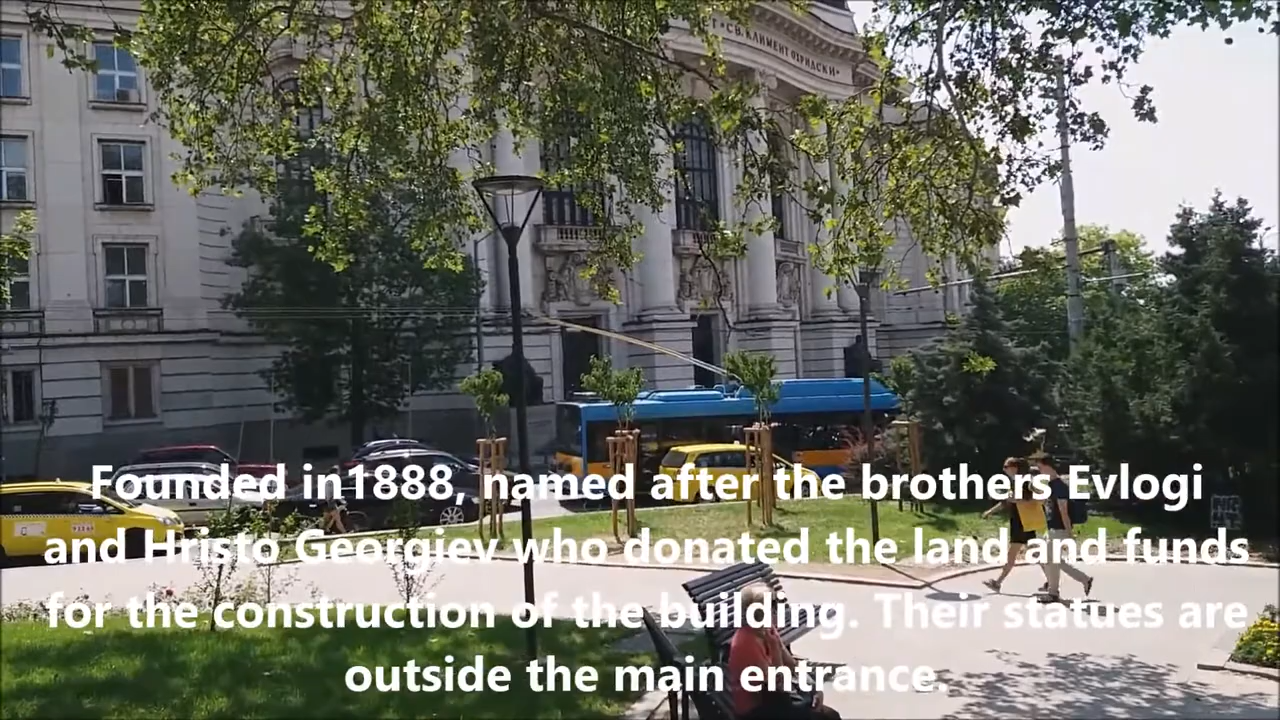 Т "СВ. КЛИМЕНТ ОХРИДСКИ"
Founded in1888, named after the brothers Evlogi
and Hristo Georgiev who donated the land and funds
for the construction of the building. Their statues are
outside the main entrance.